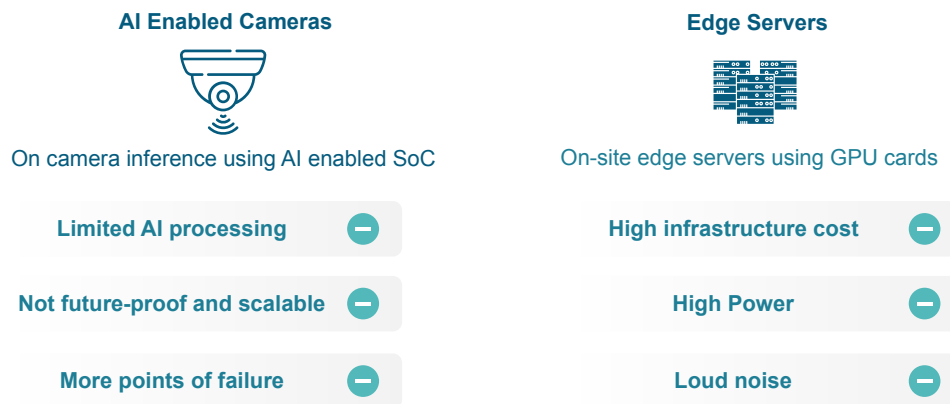 AI Enabled Cameras
On camera inference using AI enabled SoC
Limited AI processing
Not future-proof and scalable
More points of failure
Edge Servers
On-site edge servers using GPU cards
High infrastructure cost
High Power
Loud noise